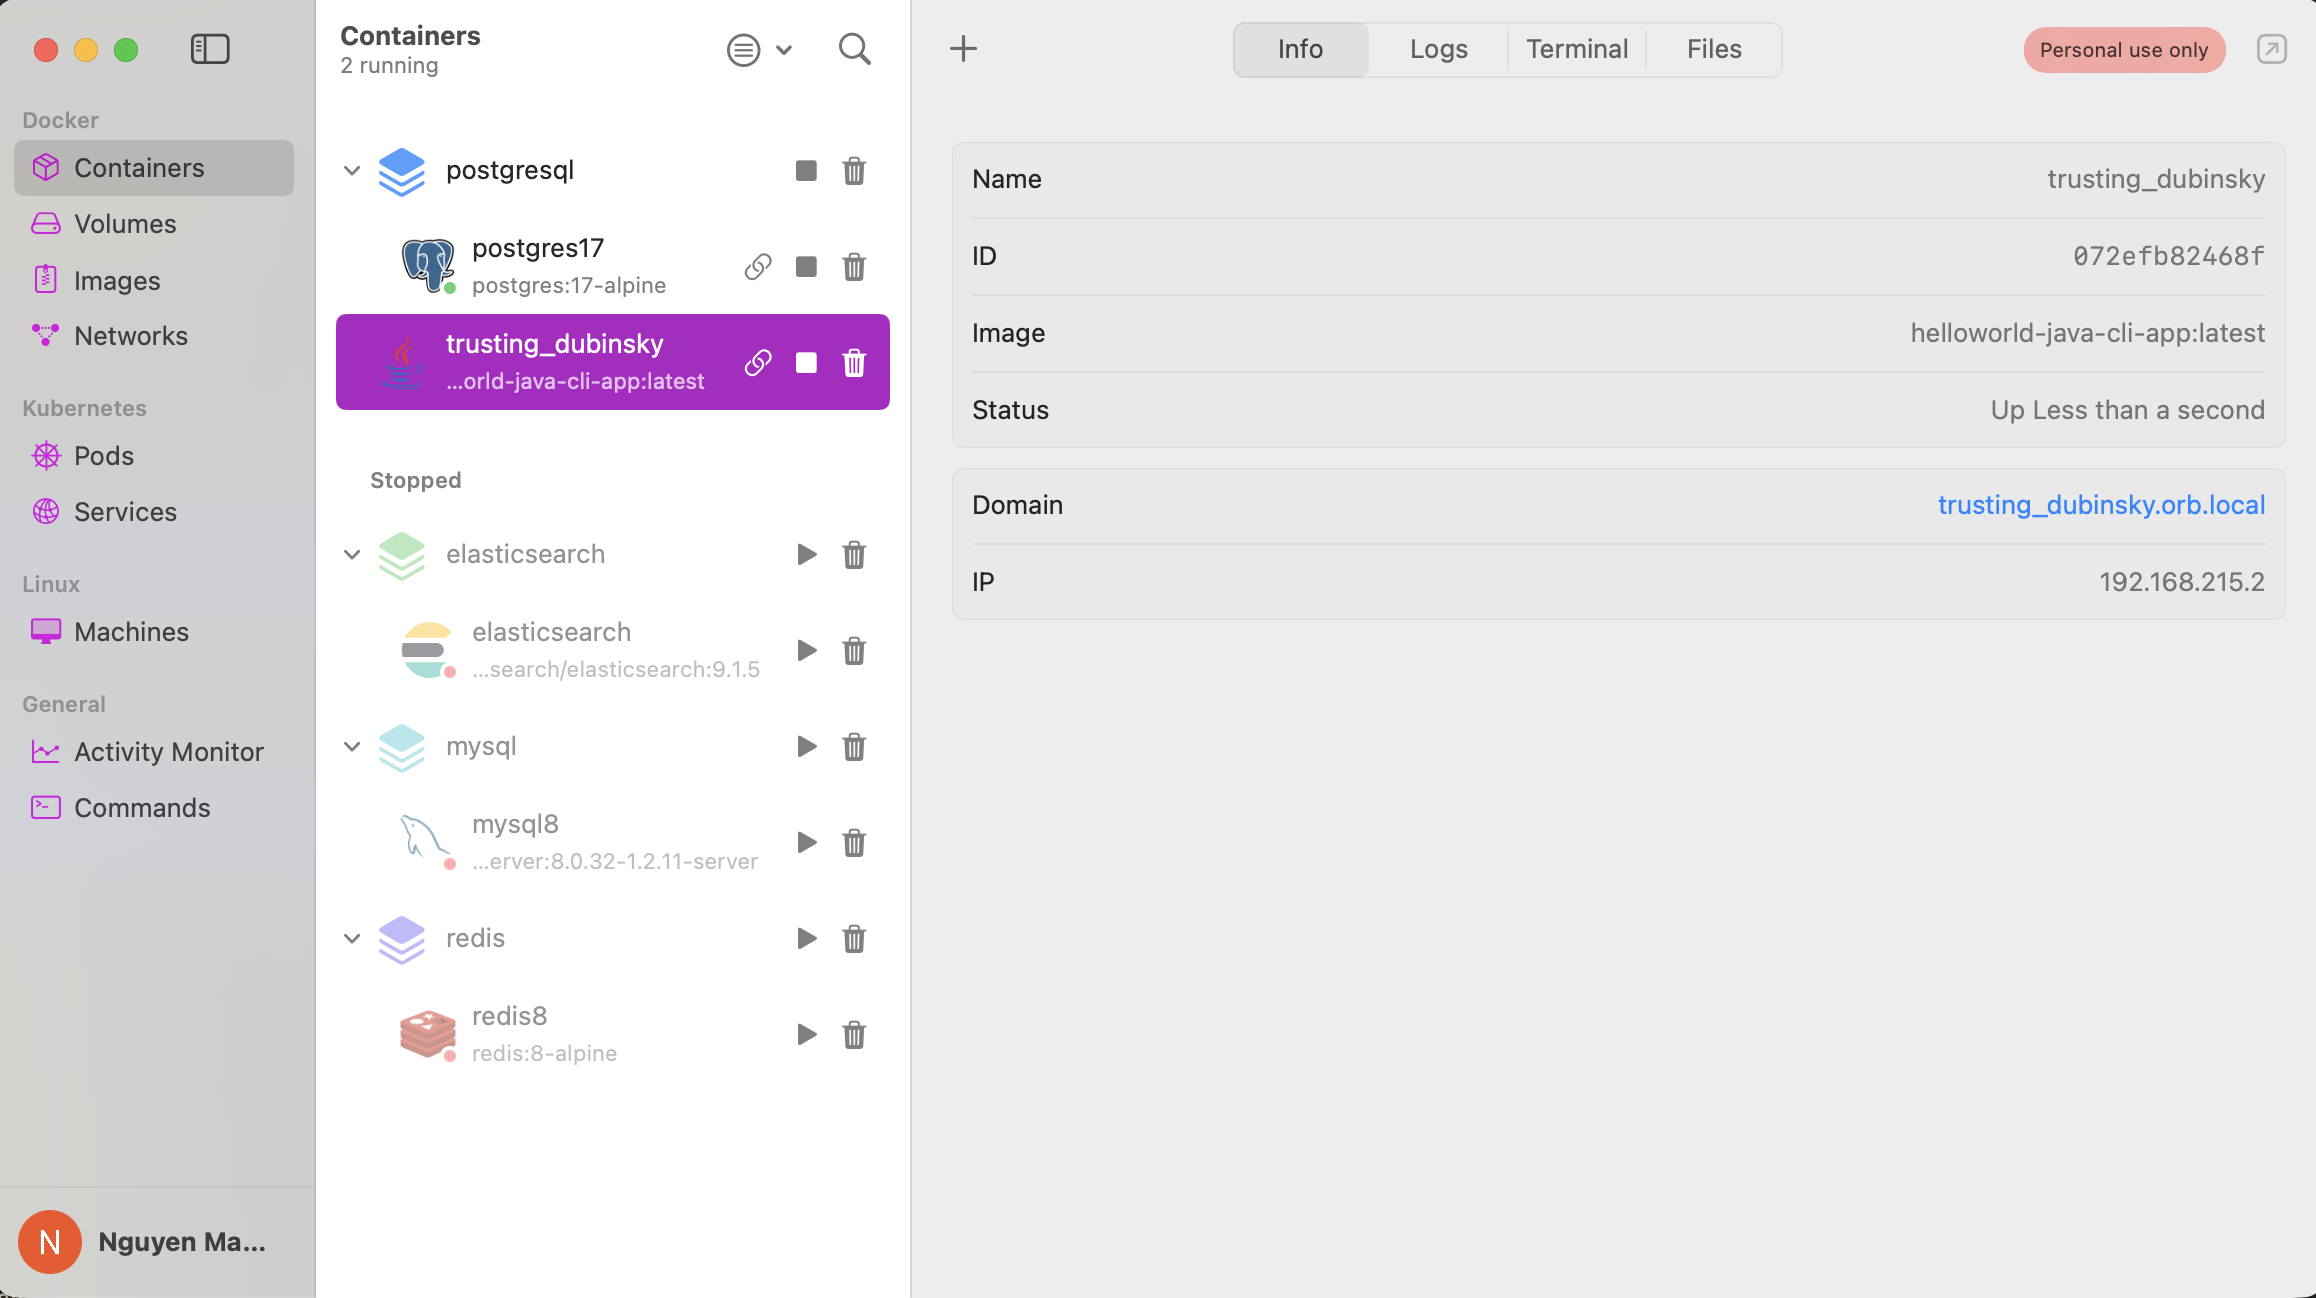 Docker
Containers
Volumes
Images
Networks
Kubernetes
Pods
Services
Linux
Machines
General
Activity Monitor
Commands
N
Nguyen Ma...
Containers
2 running
postgresql
postgres17
postgres:17-alpine
trusting_dubinsky
...orld-java-cli-app:latest
Stopped
elasticsearch
elasticsearch
...search/elasticsearch:9.1.5
mysql
mysql8
...erver:8.0.32-1.2.11-server
redis
redis8
redis:8-alpine
Info Logs Terminal Files
Personal use only
Name trusting_dubinsky
ID 072efb82468f
Image helloworld-java-cli-app:latest
Status Up Less than a second
Domain trusting_dubinsky.orb.local
IP 192.168.215.2